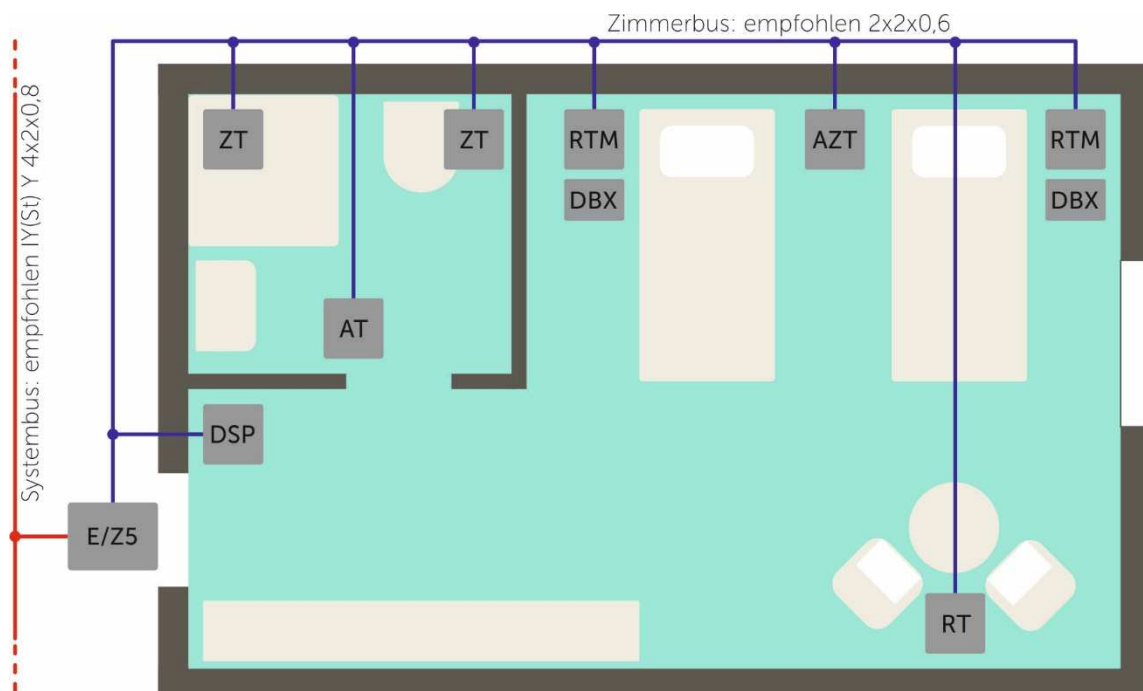 Zimmerbus: empfohlen 2x2x0,6
Systembus: empfohlen IY(St) Y 4x2x0,8
ZT
ZT
RTM
AZT
RTM
DBX
DBX
AT
DSP
E/Z5
RT